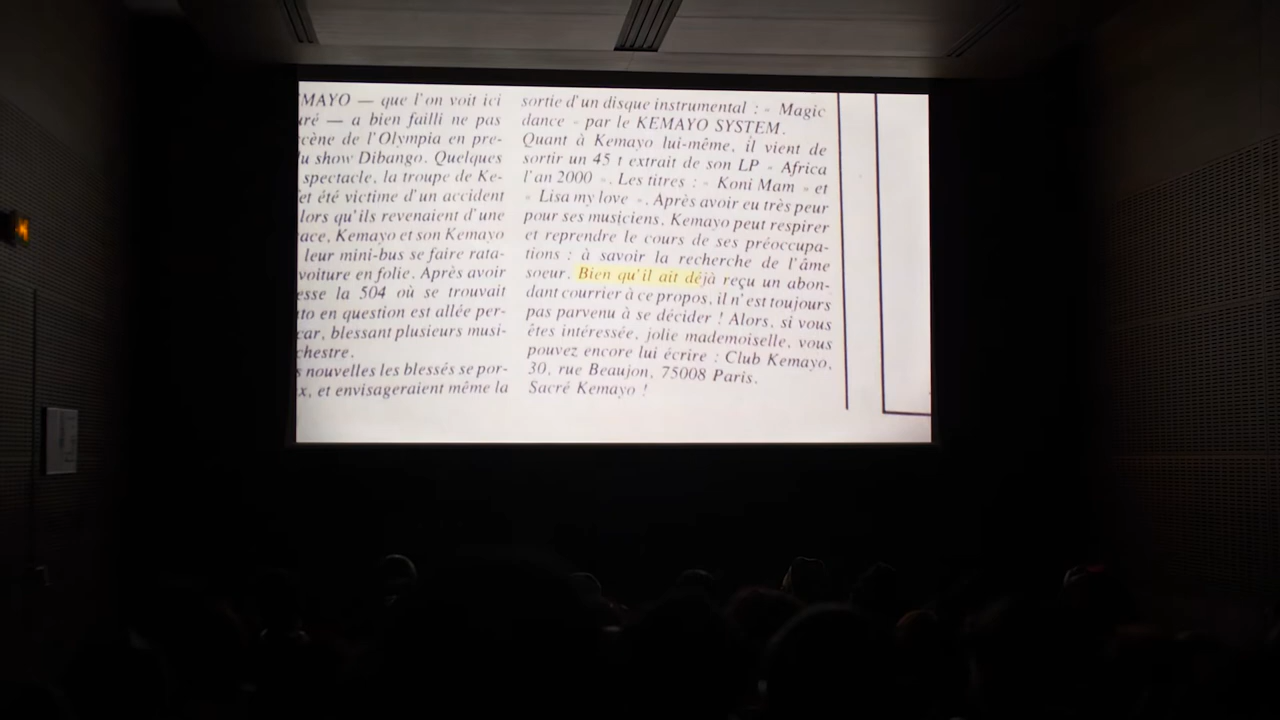 MAYO — que l'on voit ici
ré — a bien failli ne pas
cène de l'Olympia en pre-
u show Dibango. Quelques
spectacle, la troupe de Ke-
et été victime d'un accident
lors qu'ils revenaient d'une
ace, Kemayo et son Kemayo
leur mini-bus se faire rata-
voiture en folie. Après avoir
esse la 504 où se trouvait
to en question est allée per-
car, blessant plusieurs musi-
chestre.
s nouvelles les blessés se por-
x, et envisageraient même la
sortie d'un disque instrumental : « Magic
dance » par le KEMAYO SYSTEM.
Quant à Kemayo lui-même, il vient de
sortir un 45 t extrait de son LP « Africa
l'an 2000 ». Les titres : « Koni Mam » et
« Lisa my love ». Après avoir eu très peur
pour ses musiciens, Kemayo peut respirer
et reprendre le cours de ses préoccupa-
tions : à savoir la recherche de l'âme
soeur. Bien qu'il ait déjà reçu un abon-
dant courrier à ce propos, il n'est toujours
pas parvenu à se décider ! Alors, si vous
êtes intéressée, jolie mademoiselle, vous
pouvez encore lui écrire : Club Kemayo,
30, rue Beaujon, 75008 Paris.
Sacré Kemayo !